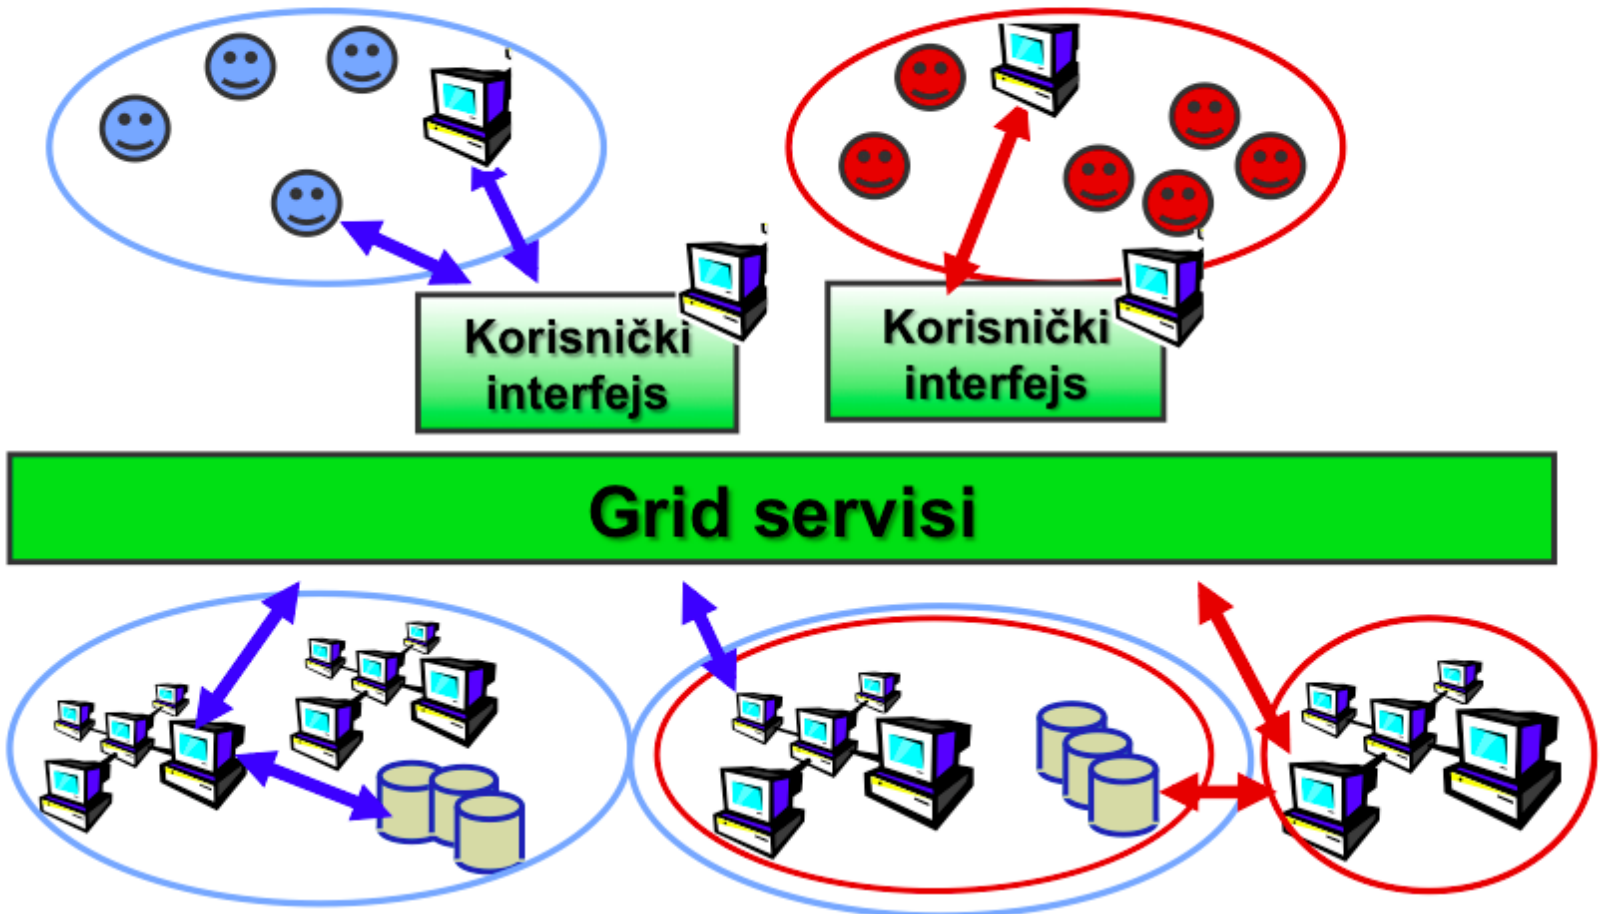 Korisnički
interfejs
Korisnički
interfejs
Grid servisi